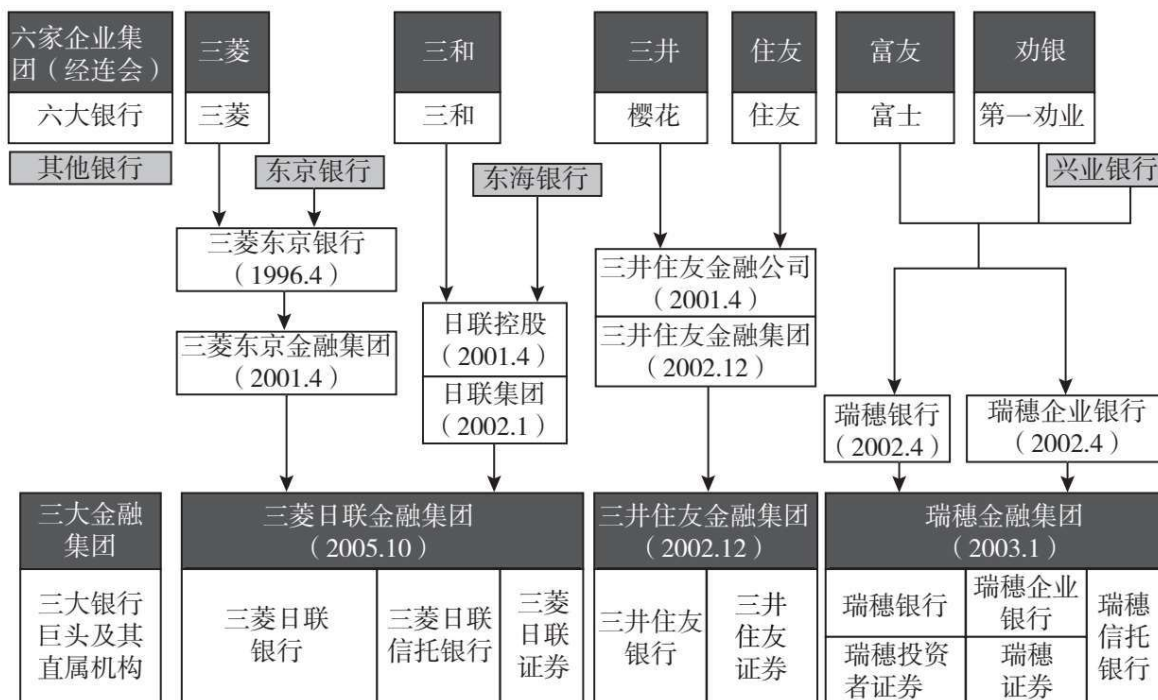 六家企业集
团（经连会）
三菱
三和
三井
住友
富友
劝银
六大银行
三菱
三和
樱花
住友
富士
第一劝业
其他银行
东京银行
东海银行
兴业银行
三菱东京银行
（1996.4）
三井住友金融公司
（2001.4）
三井住友金融集团
（2002.12）
三菱东京金融集团
（2001.4）
日联控股
（2001.4）
日联集团
（2002.1）
瑞穗银行
（2002.4）
瑞穗企业银行
（2002.4）
三大金融
集团
三菱日联金融集团
（2005.10）
三井住友金融集团
（2002.12）
瑞穗金融集团
（2003.1）
三大银行
巨头及其
直属机构
三菱日联
银行
三菱日联
信托银行
三菱
日联
证券
三井住友
银行
三井
住友
证券
瑞穗银行
瑞穗企业
银行
瑞穗投资
者证券
瑞穗
证券
瑞穗
信托
银行